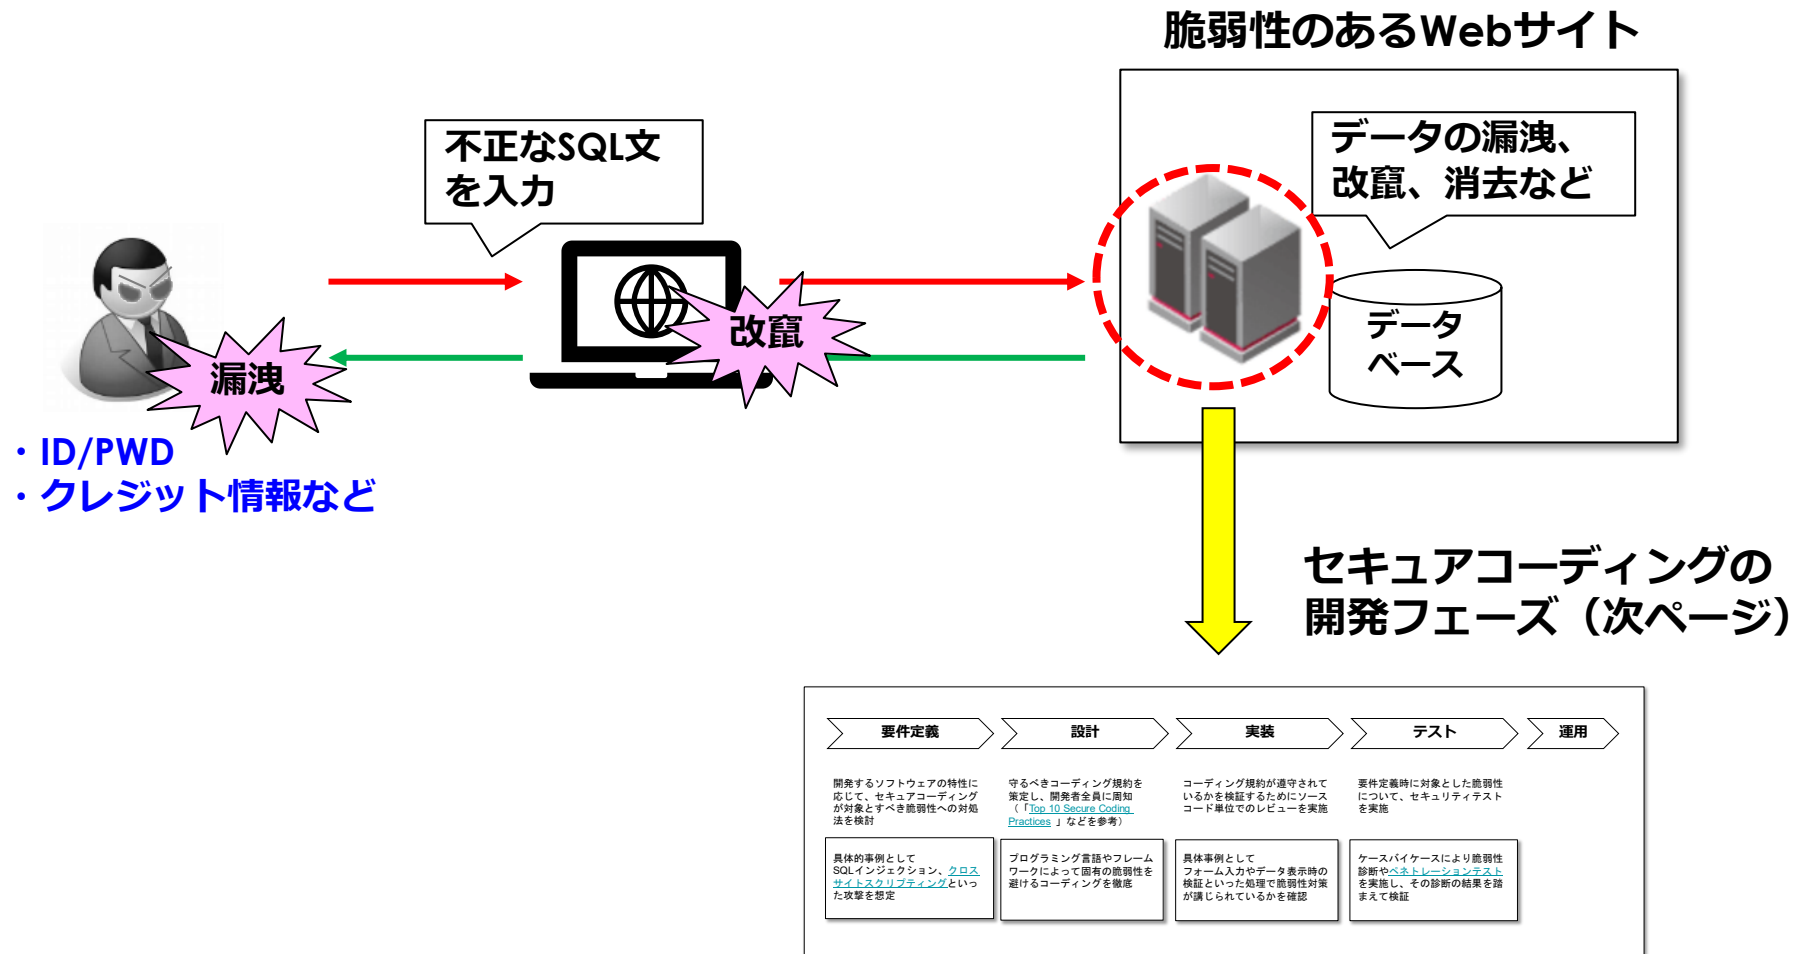 脆弱性のあるWebサイト
不正なSQL文
を入力
データの漏洩、
改竄、消去など
改竄
漏洩
データ
ベース
・ID/PWD
・クレジット情報など
セキュアコーディングの
開発フェーズ（次ページ）
要件定義
設計
実装
テスト
運用
開発するソフトウェアの特性に
応じて、セキュアコーディング
が対象とすべき脆弱性への対処
法を検討
守るべきコーディング規約を
策定し、開発者全員に周知
（「Top 10 Secure Coding
Practices 」などを参考）
コーディング規約が遵守されて
いるかを検証するためにソース
コード単位でのレビューを実施
要件定義時に対象とした脆弱性
について、セキュリティテスト
を実施
具体的事例として
SQLインジェクション、クロス
サイトスクリプティングといっ
た攻撃を想定
プログラミング言語やフレーム
ワークによって固有の脆弱性を
避けるコーディングを徹底
具体事例として
フォーム入力やデータ表示時の
検証といった処理で脆弱性対策
が講じられているかを確認
ケースバイケースにより脆弱性
診断やペネトレーションテスト
を実施し、その診断の結果を踏
まえて検証